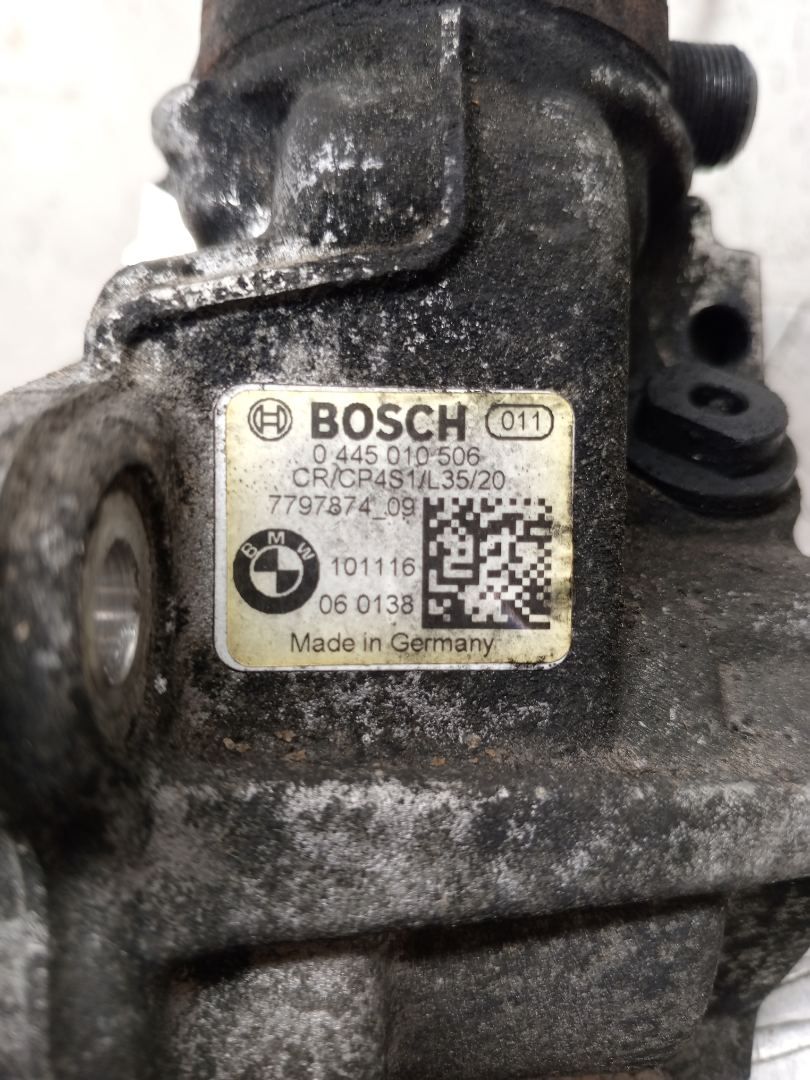 BOSCH 011
0 445 010 506
CR/CP4S1/L35/20
7797874_09
BMW
101116
06 0138
Made in Germany